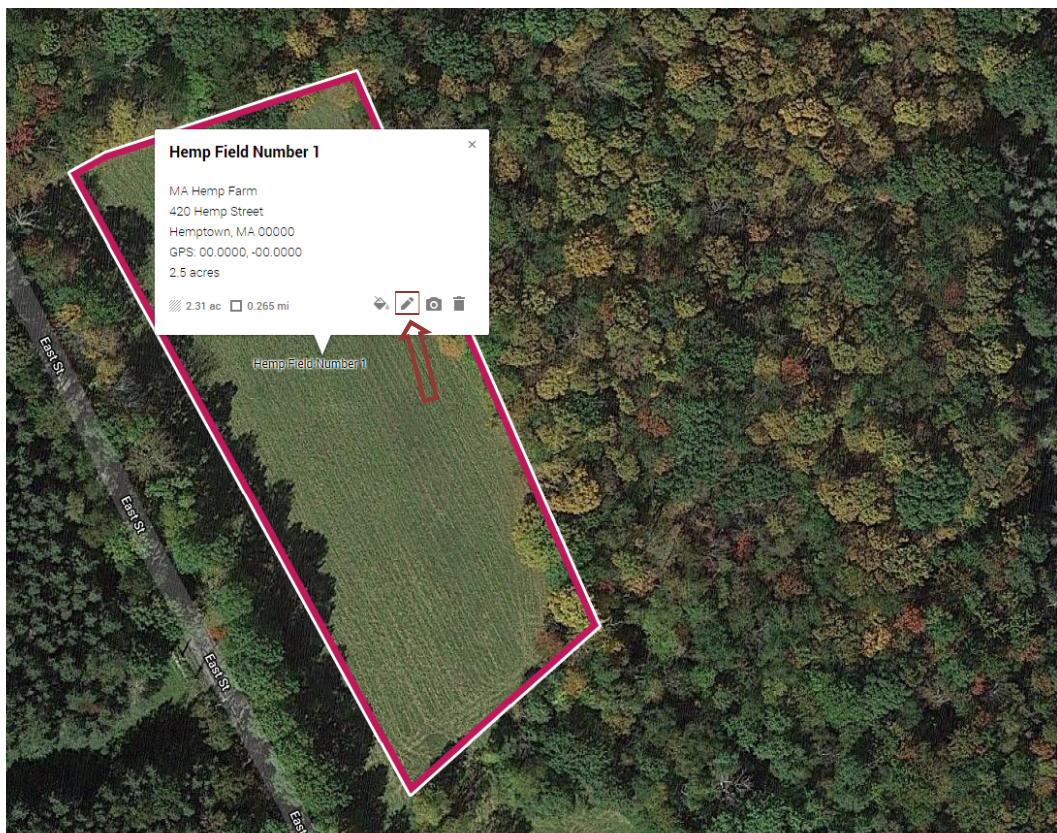 Hemp Field Number 1
×
MA Hemp Farm
420 Hemp Street
Hemptown, MA 00000
GPS: 00.0000, -00.0000
2.5 acres
2.31 ac 0.265 mi
Hemp Field Number 1
East St
East St
East St
Eas